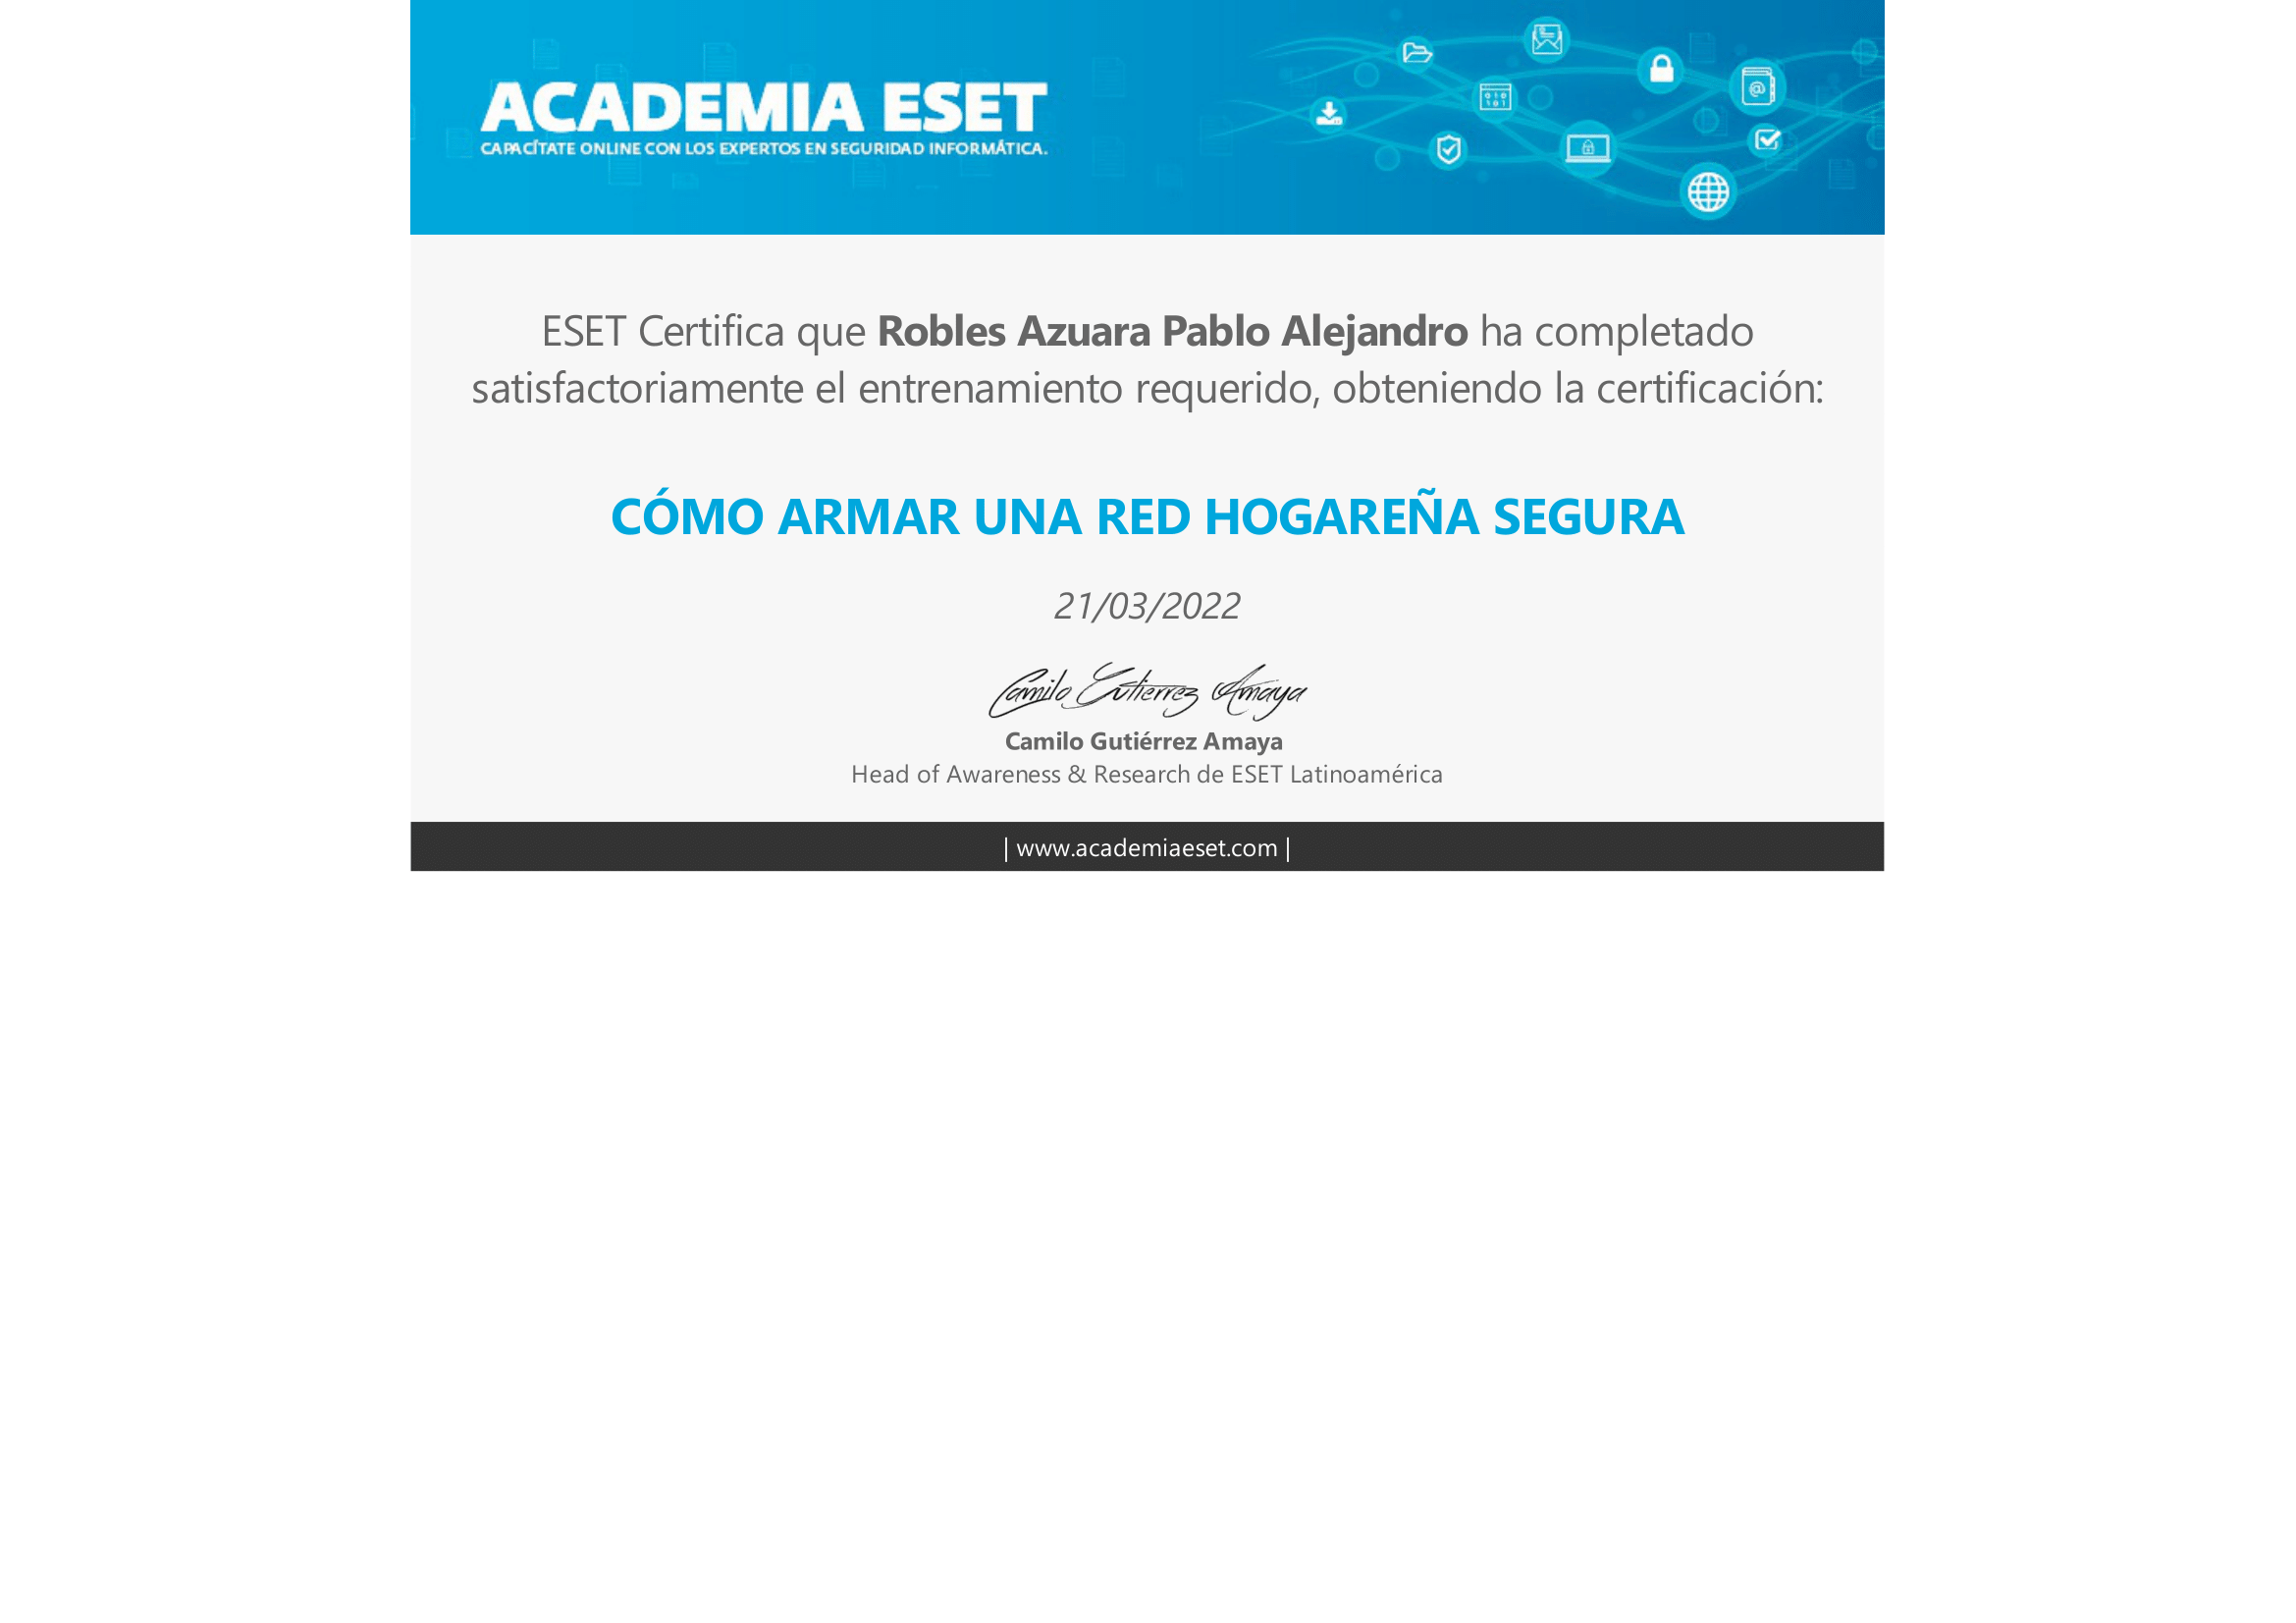 ACADEMIA ESET
CAPACÍTATE ONLINE CON LOS EXPERTOS EN SEGURIDAD INFORMÁTICA.
ESET Certifica que Robles Azuara Pablo Alejandro ha completado
satisfactoriamente el entrenamiento requerido, obteniendo la certificación:
CÓMO ARMAR UNA RED HOGAREÑA SEGURA
21/03/2022
Camilo Gutierrez Amaya
Camilo Gutiérrez Amaya
Head of Awareness & Research de ESET Latinoamérica
| www.academiaeset.com |